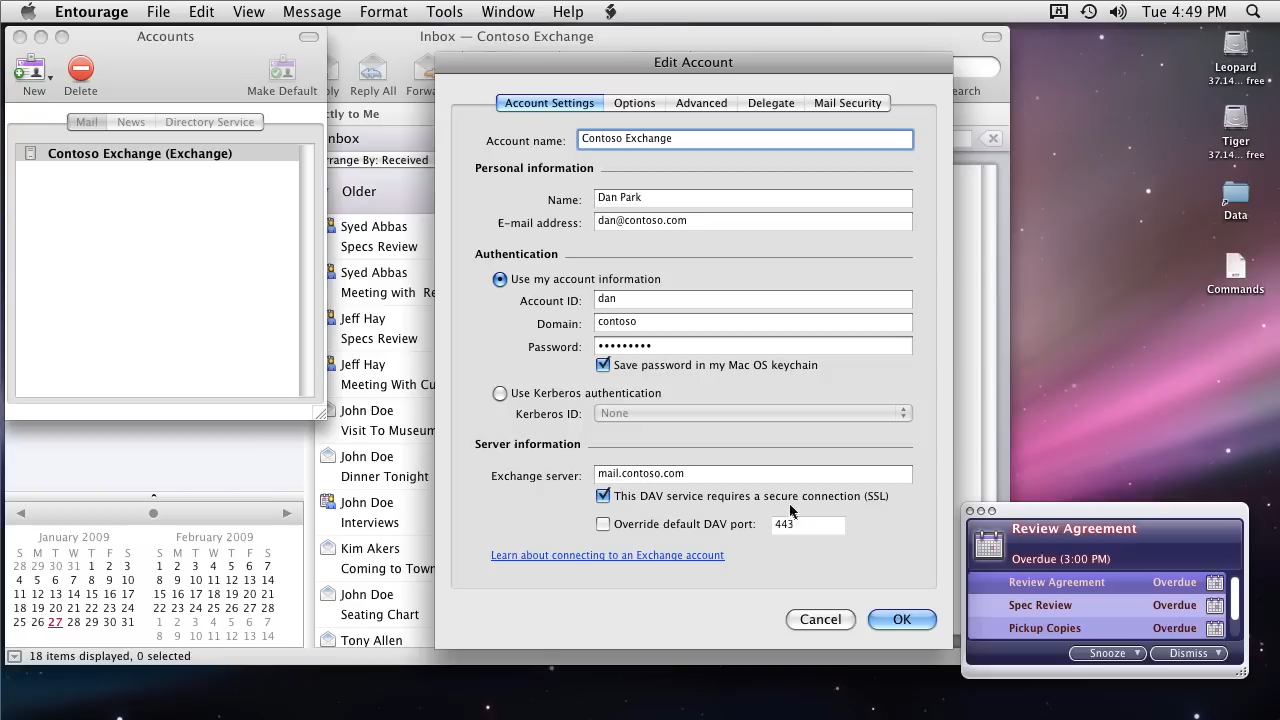 Entourage File Edit View Message Format Tools Window Help Tue 4:49 PM
Accounts
New Delete Make Default
Mail News Directory Service
Contoso Exchange (Exchange)
Inbox — Contoso Exchange
Reply All
Older
Syed Abbas
Specs Review
Syed Abbas
Meeting with
Jeff Hay
Specs Review
Jeff Hay
Meeting With
John Doe
Visit To Museum
John Doe
Dinner Tonight
John Doe
Interviews
Kim Akers
Coming to Town
John Doe
Seating Chart
Tony Allen
Edit Account
Account Settings Options Advanced Delegate Mail Security
Account name: Contoso Exchange
Personal information
Name: Dan Park
E-mail address: dan@contoso.com
Authentication
Use my account information
Account ID: dan
Domain: contoso
Password: •••••••••
Save password in my Mac OS keychain
Use Kerberos authentication
Kerberos ID: None
Server information
Exchange server: mail.contoso.com
This DAV service requires a secure connection (SSL)
Override default DAV port: 443
Learn about connecting to an Exchange account
Cancel OK
January 2009 February 2009
S M T W T F S S M T W T F S
28 29 30 31 1 2 3 1 2 3 4 5 6 7
4 5 6 7 8 9 10 8 9 10 11 12 13 14
11 12 13 14 15 16 17 15 16 17 18 19 20 21
18 19 20 21 22 23 24 22 23 24 25 26 27 28
25 26 27 28 29 30 31 1 2 3 4 5 6 7
8 9 10 11 12 13 14
18 items displayed, 0 selected
Leopard
37.14... free
Tiger
37.14... free
Data
Commands
Review Agreement
Overdue (3:00 PM)
Review Agreement Overdue
Spec Review Overdue
Pickup Copies Overdue
Snooze Dismiss